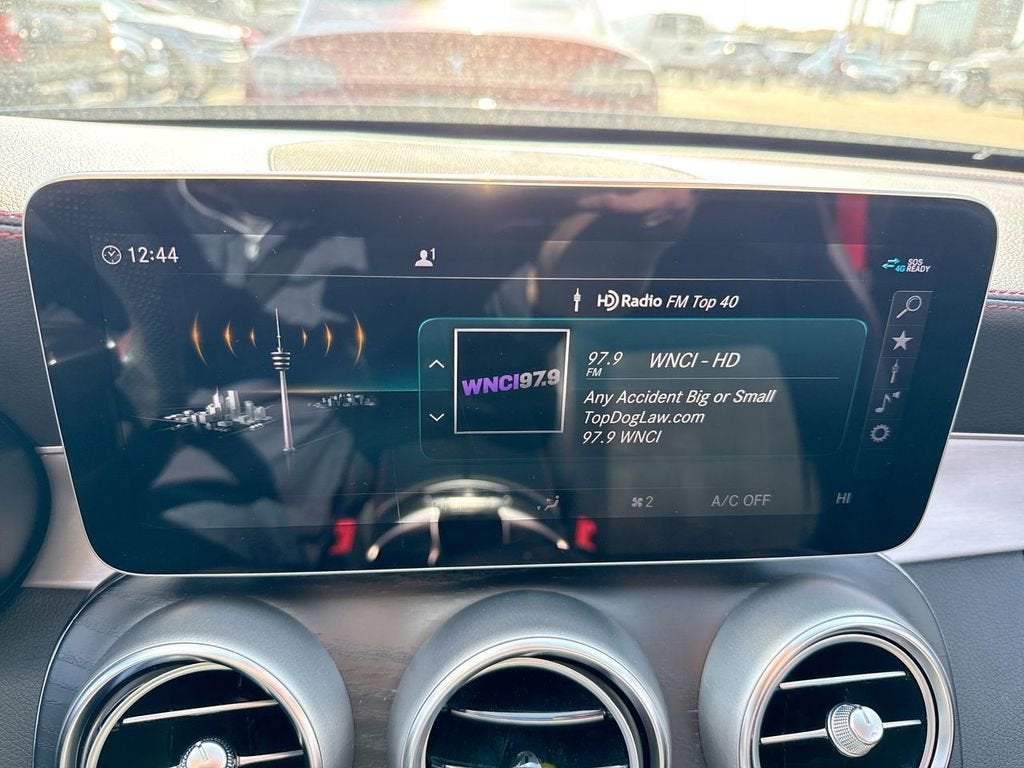 12:44
1
SOS
4G READY
HD Radio FM Top 40
WNCI97.9
97.9 WNCI - HD
FM
Any Accident Big or Small
TopDogLaw.com
97.9 WNCI
2 A/C OFF HI